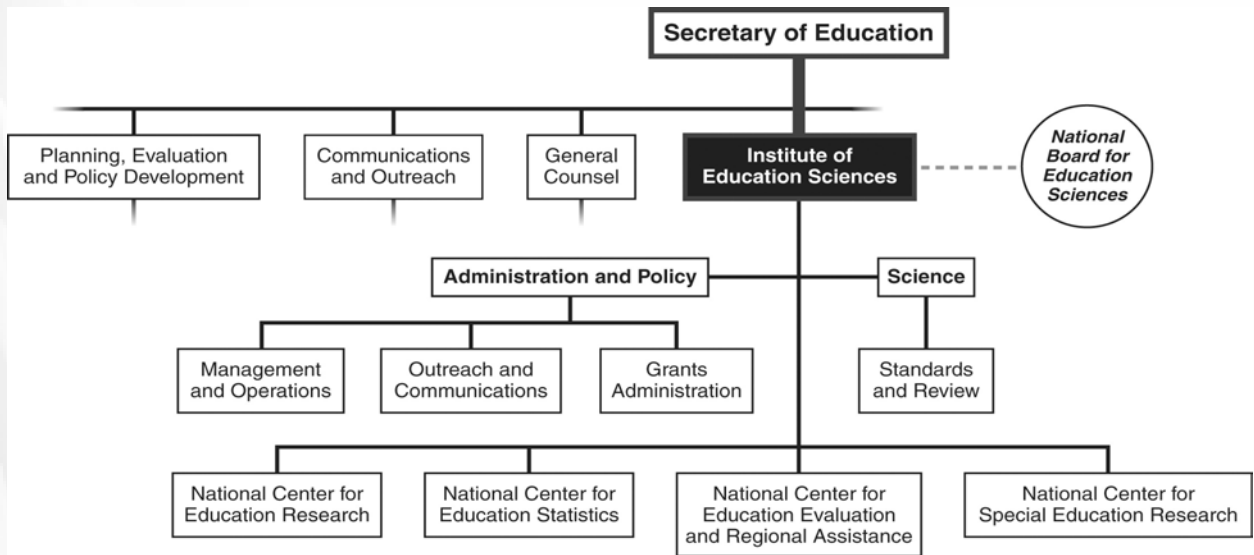 Secretary of Education
Planning, Evaluation
and Policy Development
Communications
and Outreach
General
Counsel
Institute of
Education Sciences
National
Board for
Education
Sciences
Administration and Policy
Science
Management
and Operations
Outreach and
Communications
Grants
Administration
Standards
and Review
National Center for
Education Research
National Center for
Education Statistics
National Center for
Education Evaluation
and Regional Assistance
National Center for
Special Education Research